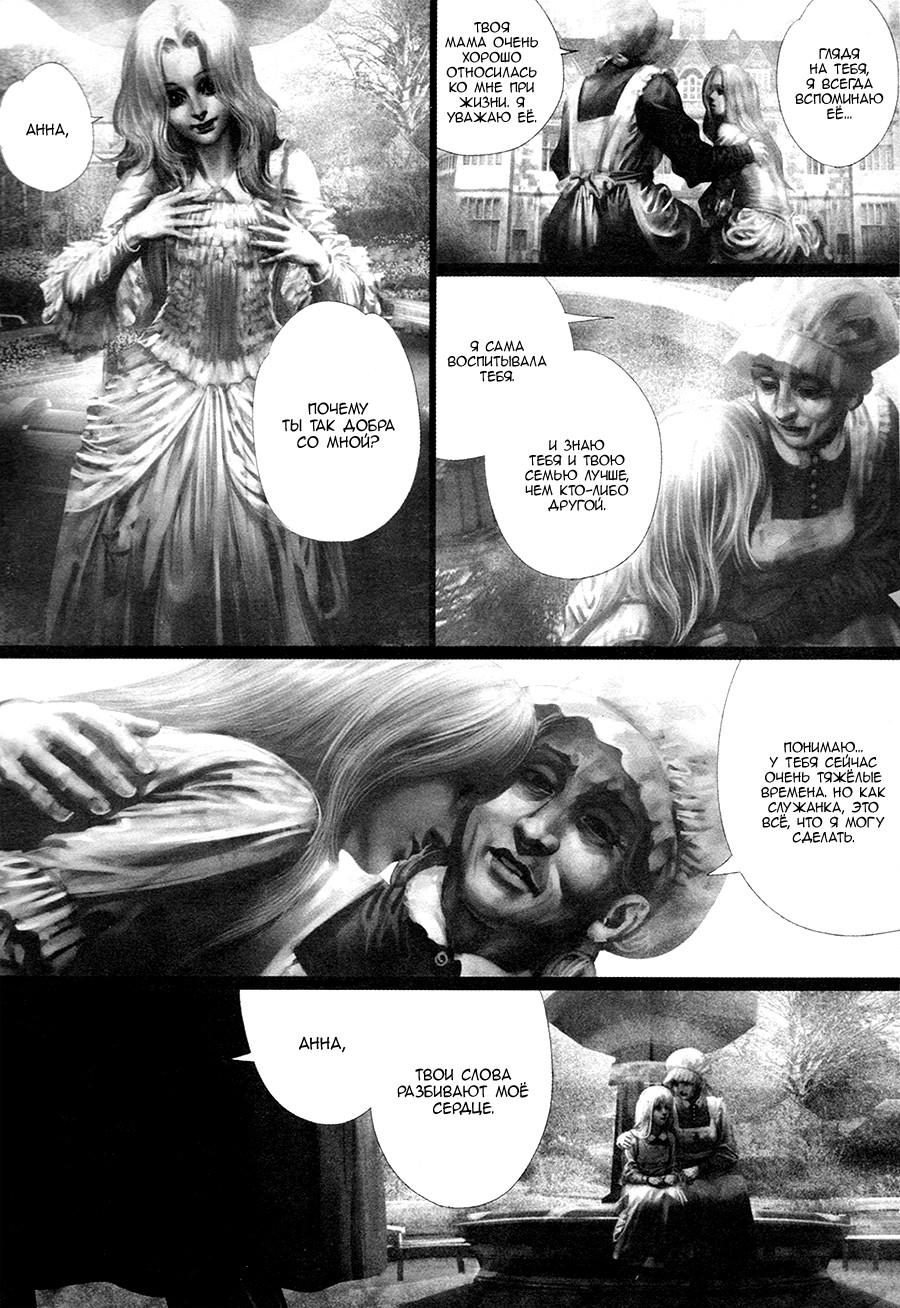 АННА,
ПОЧЕМУ
ТЫ ТАК ДОБРА
СО МНОЙ?
ТВОЯ
МАМА ОЧЕНЬ
ХОРОШО
ОТНОСИЛАСЬ
КО МНЕ ПРИ
ЖИЗНИ. Я
УВАЖАЮ ЕЁ.
ГЛЯДЯ
НА ТЕБЯ,
Я ВСЕГДА
ВСПОМИНАЮ
ЕЁ...
Я САМА
ВОСПИТЫВАЛА
ТЕБЯ.
И ЗНАЮ
ТЕБЯ И ТВОЮ
СЕМЬЮ ЛУЧШЕ,
ЧЕМ КТО-ЛИБО
ДРУГОЙ.
ПОНИМАЮ...
У ТЕБЯ СЕЙЧАС
ОЧЕНЬ ТЯЖЁЛЫЕ
ВРЕМЕНА. НО КАК
СЛУЖАНКА, ЭТО
ВСЁ, ЧТО Я МОГУ
СДЕЛАТЬ.
АННА,
ТВОИ СЛОВА
РАЗБИВАЮТ МОЁ
СЕРДЦЕ.